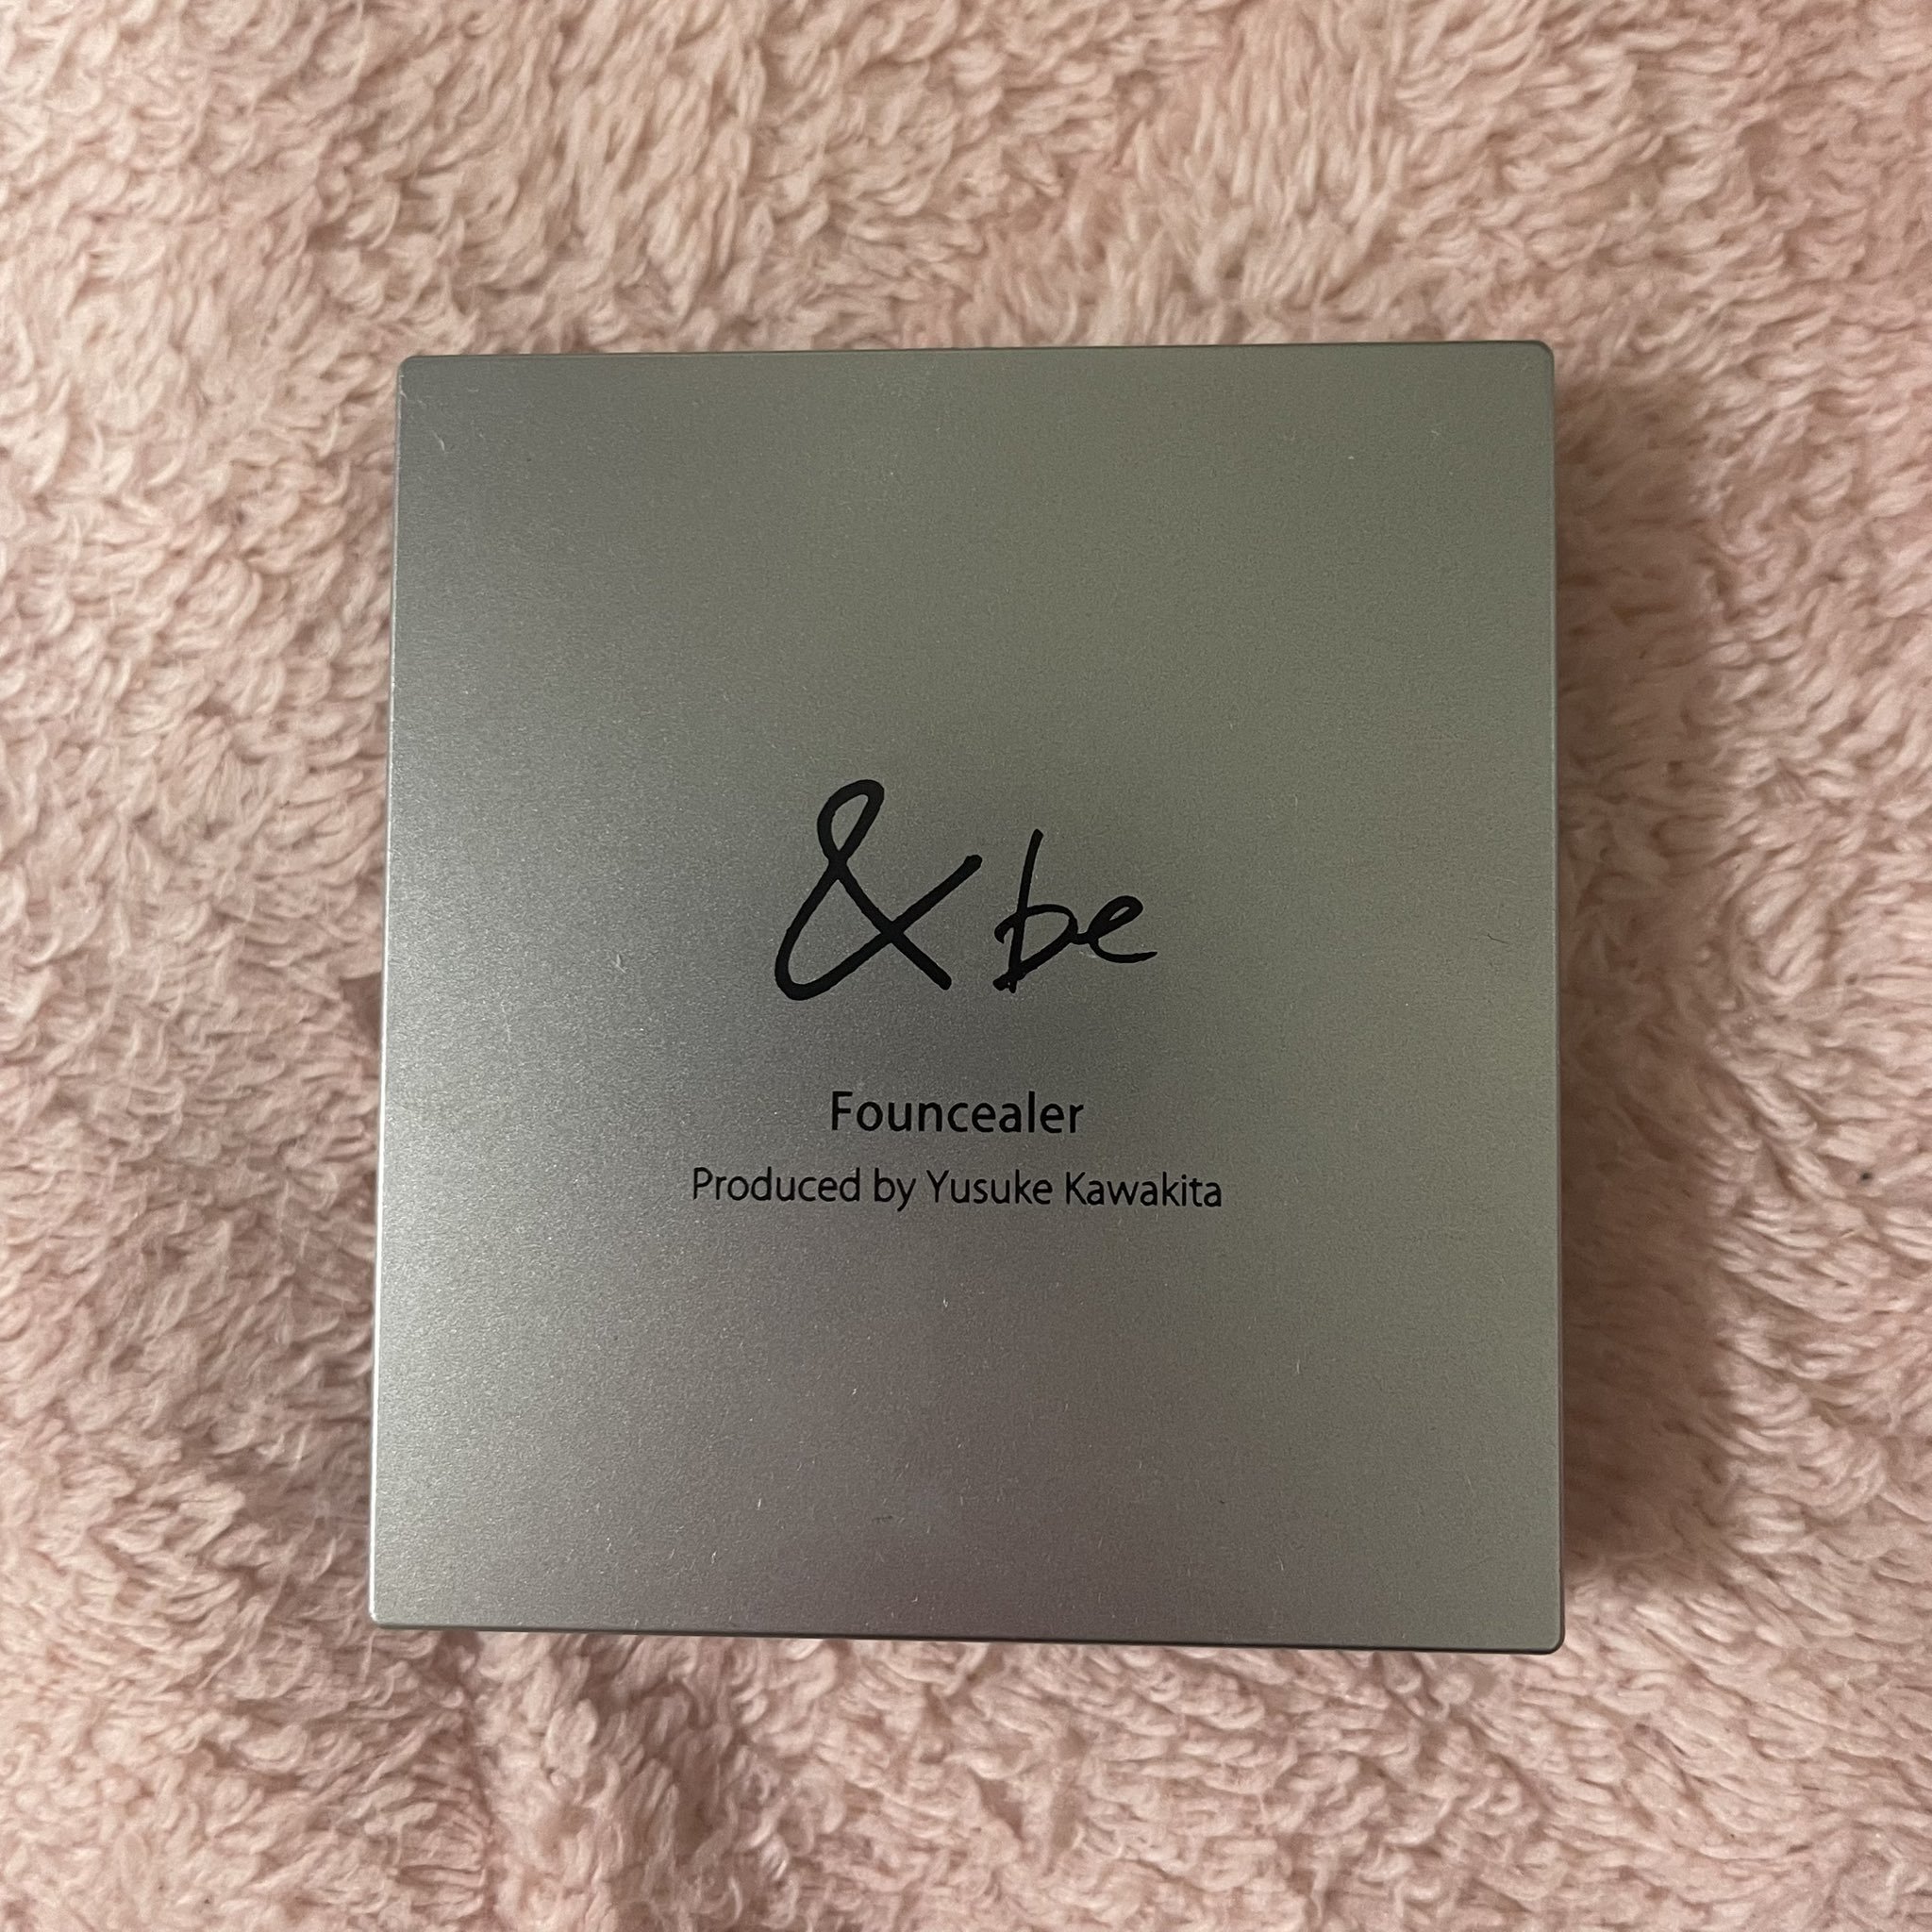 & be
Founcealer
Produced by Yusuke Kawakita